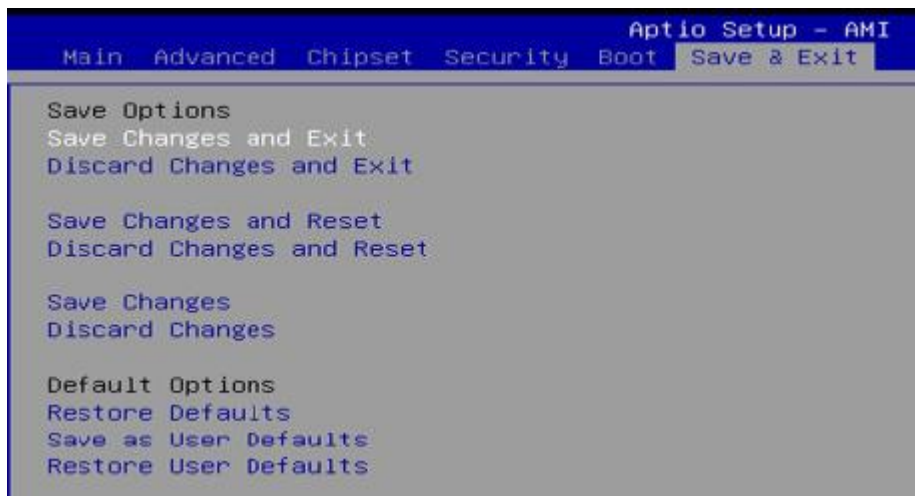 Aptio Setup – AMI
Main Advanced Chipset Security Boot Save & Exit
Save Options
Save Changes and Exit
Discard Changes and Exit
Save Changes and Reset
Discard Changes and Reset
Save Changes
Discard Changes
Default Options
Restore Defaults
Save as User Defaults
Restore User Defaults